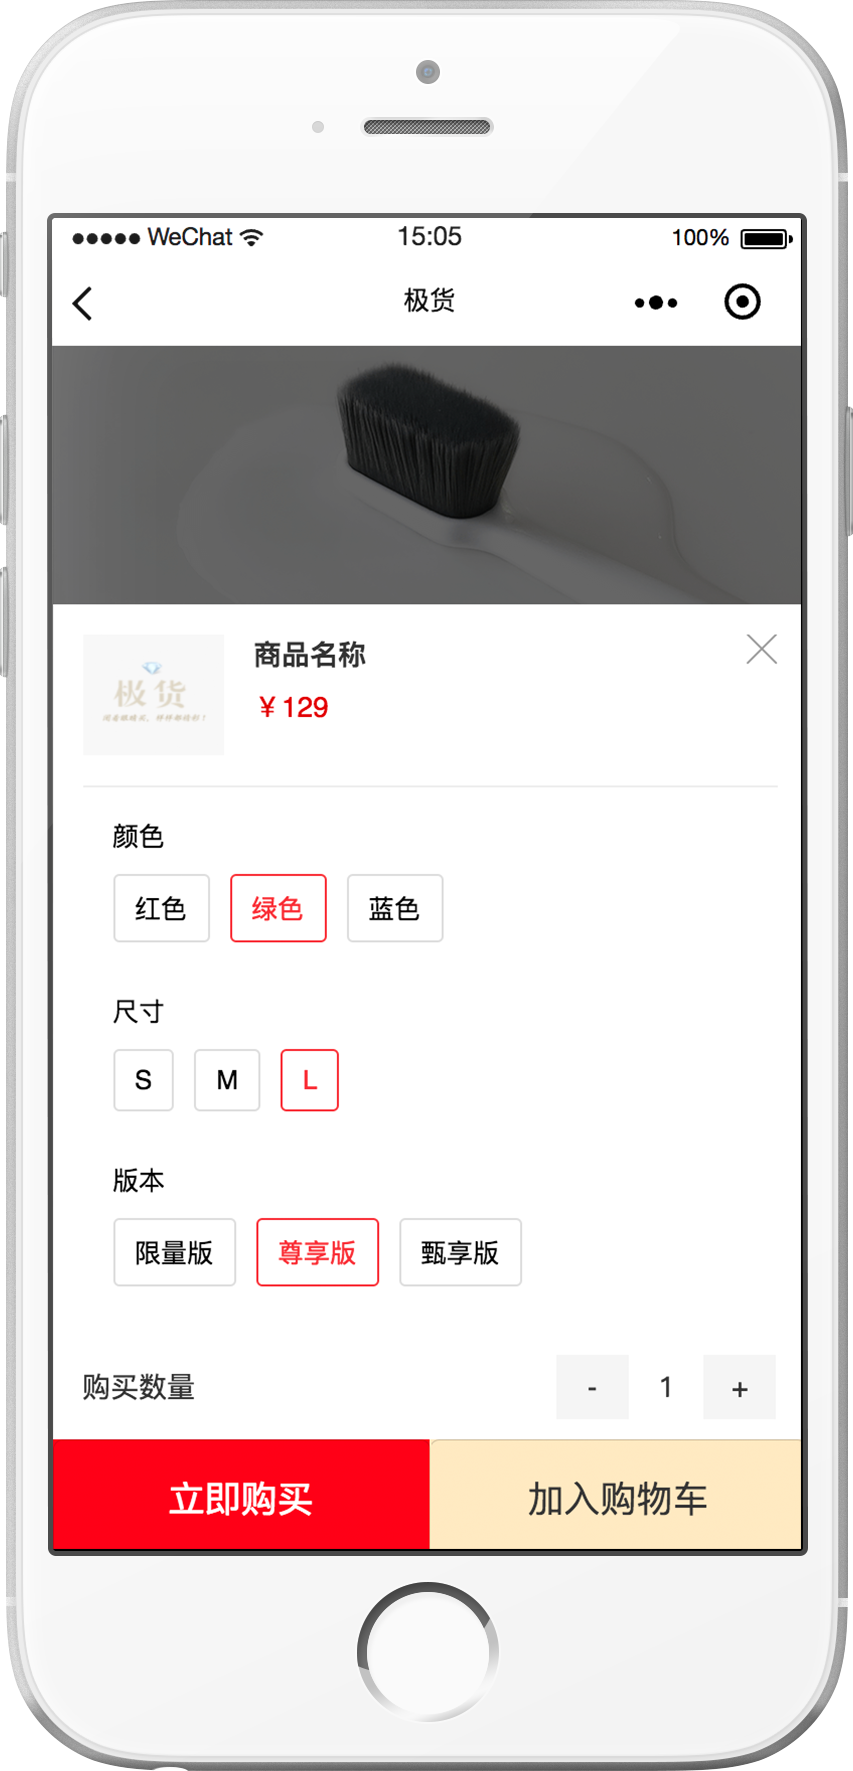 WeChat 15:05 100%
极货
极货
商品名称
¥ 129
颜色
红色 绿色 蓝色
尺寸
S M L
版本
限量版 尊享版 甄享版
购买数量 - 1 +
立即购买 加入购物车